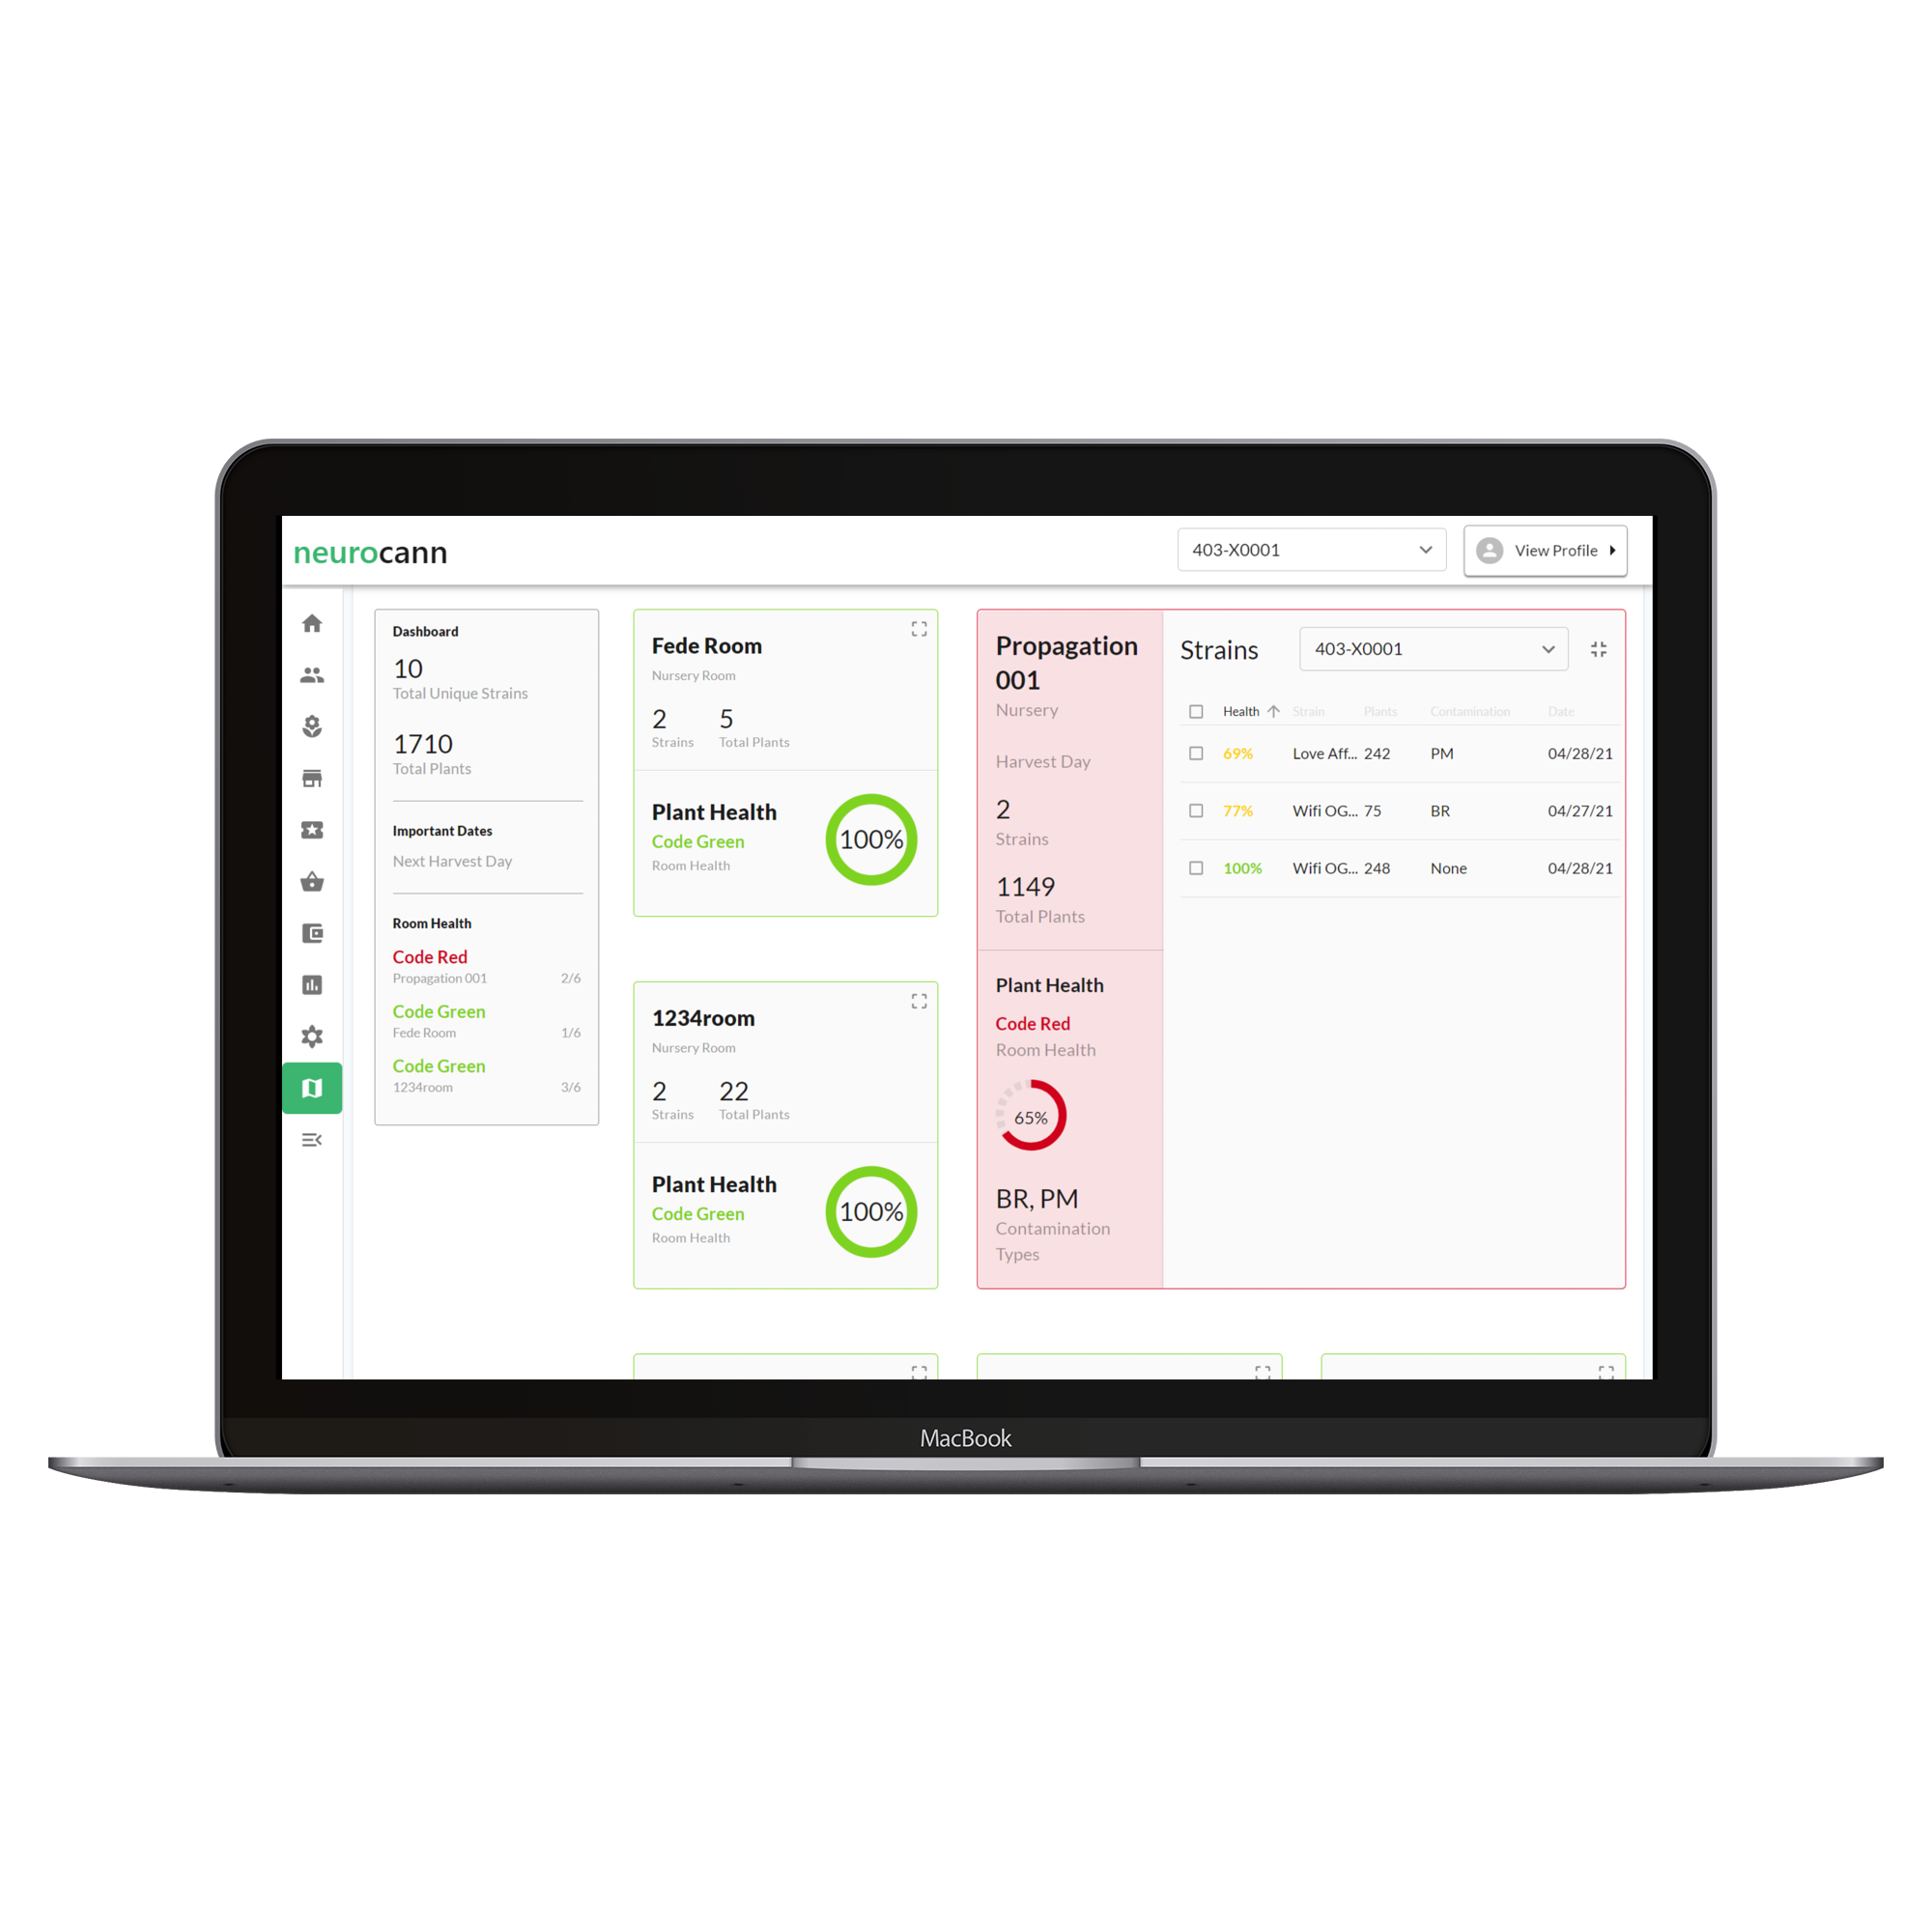 neurocann
403-X0001
View Profile
Dashboard
10
Total Unique Strains
1710
Total Plants
Important Dates
Next Harvest Day
Room Health
Code Red
Propagation 001 2/6
Code Green
Fede Room 1/6
Code Green
1234room 3/6
Fede Room
Nursery Room
2 5
Strains Total Plants
Plant Health
Code Green
Room Health
100%
1234room
Nursery Room
2 22
Strains Total Plants
Plant Health
Code Green
Room Health
100%
Propagation
001
Nursery
Harvest Day
2
Strains
1149
Total Plants
Plant Health
Code Red
Room Health
65%
BR, PM
Contamination
Types
Strains 403-X0001
Health Strain Plants Contamination Date
69% Love Aff... 242 PM 04/28/21
77% Wifi OG... 75 BR 04/27/21
100% Wifi OG... 248 None 04/28/21
MacBook